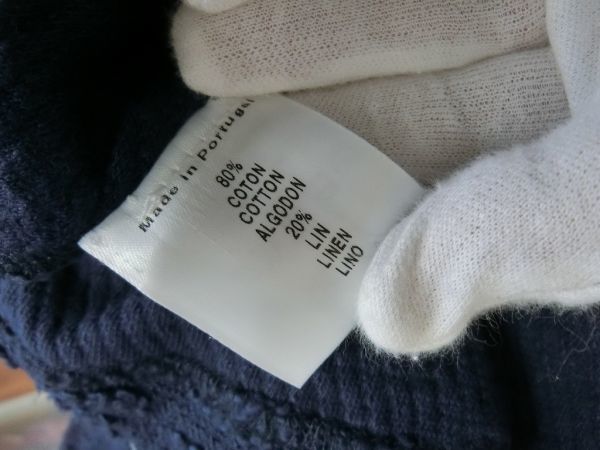 Made in Portugal
80%
COTON
COTTON
ALGODON
20%
LIN
LINEN
LINO